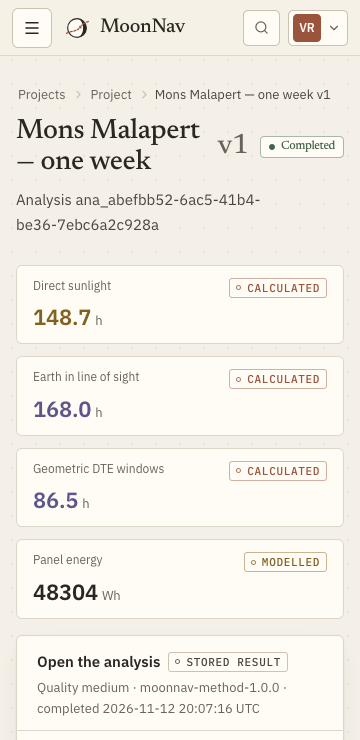 MoonNav
VR
Projects
Project
Mons Malapert — one week v1
Mons Malapert
— one week
v1
Completed
Analysis ana_abefbb52-6ac5-41b4-
be36-7ebc6a2c928a
Direct sunlight
CALCULATED
148.7 h
Earth in line of sight
CALCULATED
168.0 h
Geometric DTE windows
CALCULATED
86.5 h
Panel energy
MODELLED
48304 Wh
Open the analysis
STORED RESULT
Quality medium · moonnav-method-1.0.0 ·
completed 2026-11-12 20:07:16 UTC